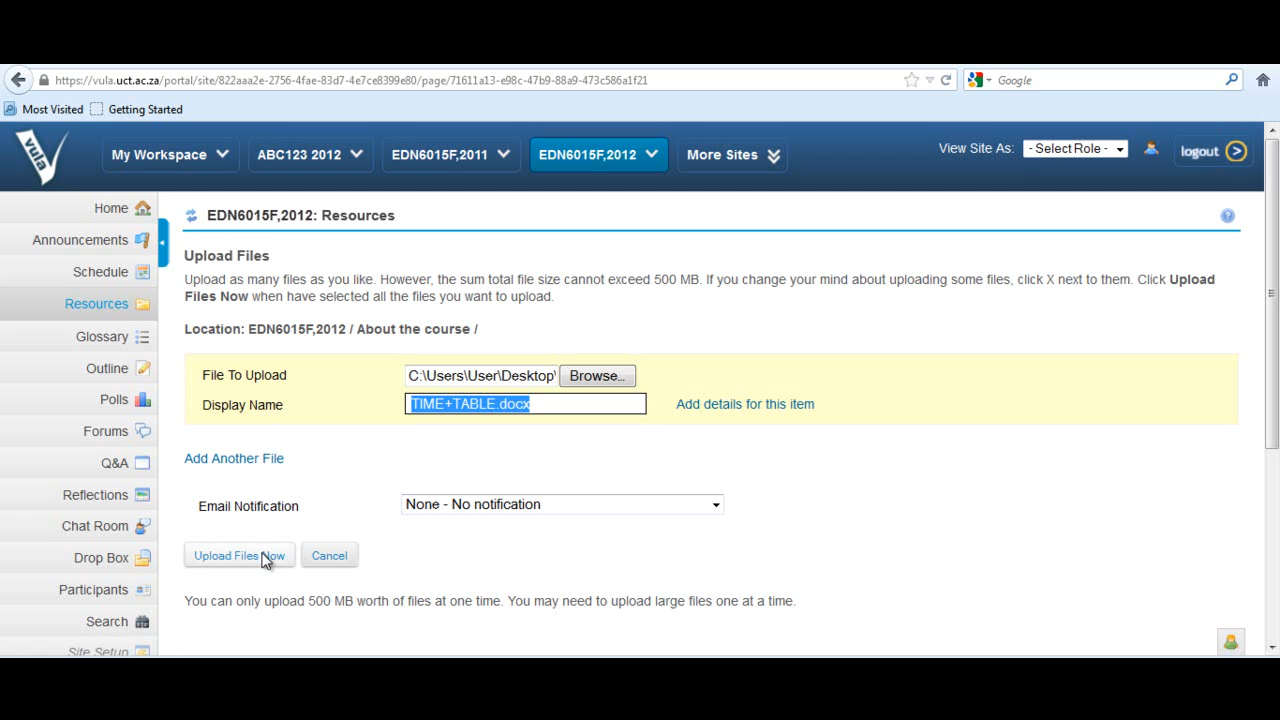 https://vula.uct.ac.za/portal/site/822aaa2e-2756-4fae-83d7-4e7ce8399e80/page/71611a13-e98c-47b9-88a9-473c586a1f21
Google
Most Visited Getting Started
vula
My Workspace ABC123 2012 EDN6015F,2011 EDN6015F,2012 More Sites
View Site As: - Select Role - logout
Home
Announcements
Schedule
Resources
Glossary
Outline
Polls
Forums
Q&A
Reflections
Chat Room
Drop Box
Participants
Search
Site Setup
EDN6015F,2012: Resources
Upload Files
Upload as many files as you like. However, the sum total file size cannot exceed 500 MB. If you change your mind about uploading some files, click X next to them. Click Upload
Files Now when have selected all the files you want to upload.
Location: EDN6015F,2012 / About the course /
File To Upload C:\Users\User\Desktop\ Browse...
Display Name TIME+TABLE.docx Add details for this item
Add Another File
Email Notification None - No notification
Upload Files Now Cancel
You can only upload 500 MB worth of files at one time. You may need to upload large files one at a time.